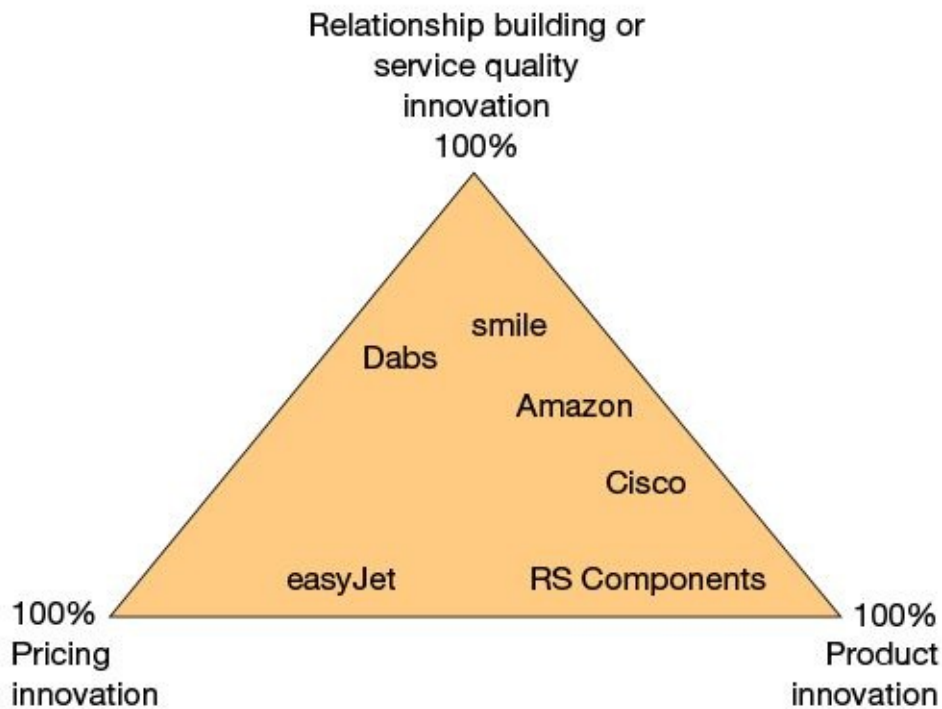 Relationship building or
service quality
innovation
100%
smile
Dabs
Amazon
Cisco
easyJet
RS Components
100%
Pricing
innovation
100%
Product
innovation